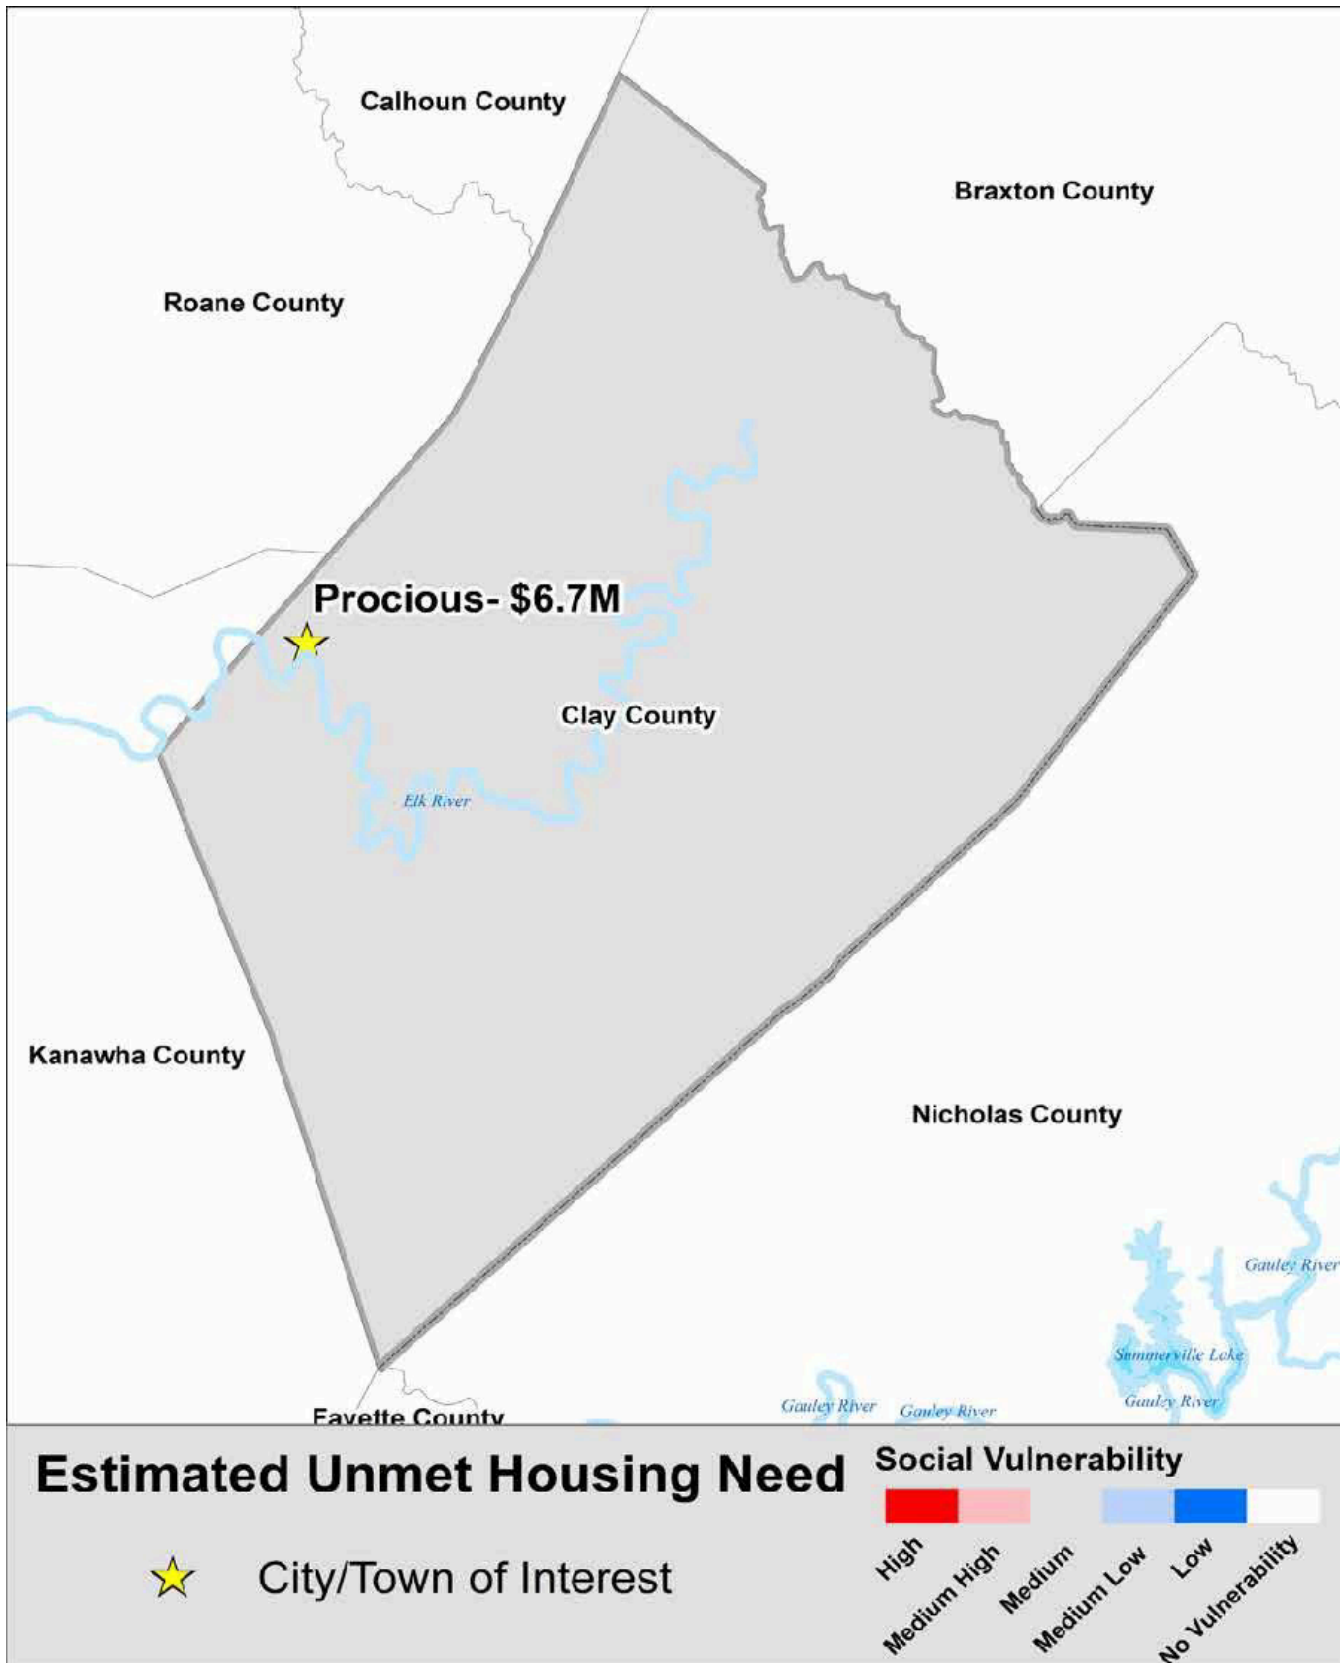 Calhoun County
Braxton County
Roane County
Procious- $6.7M
Clay County
Elk River
Kanawha County
Nicholas County
Gauley River
Summerville Lake
Gauley River
Gauley River
Gauley River
Fayette County
Estimated Unmet Housing Need
City/Town of Interest
Social Vulnerability
High
Medium High
Medium
Medium Low
Low
No Vulnerability